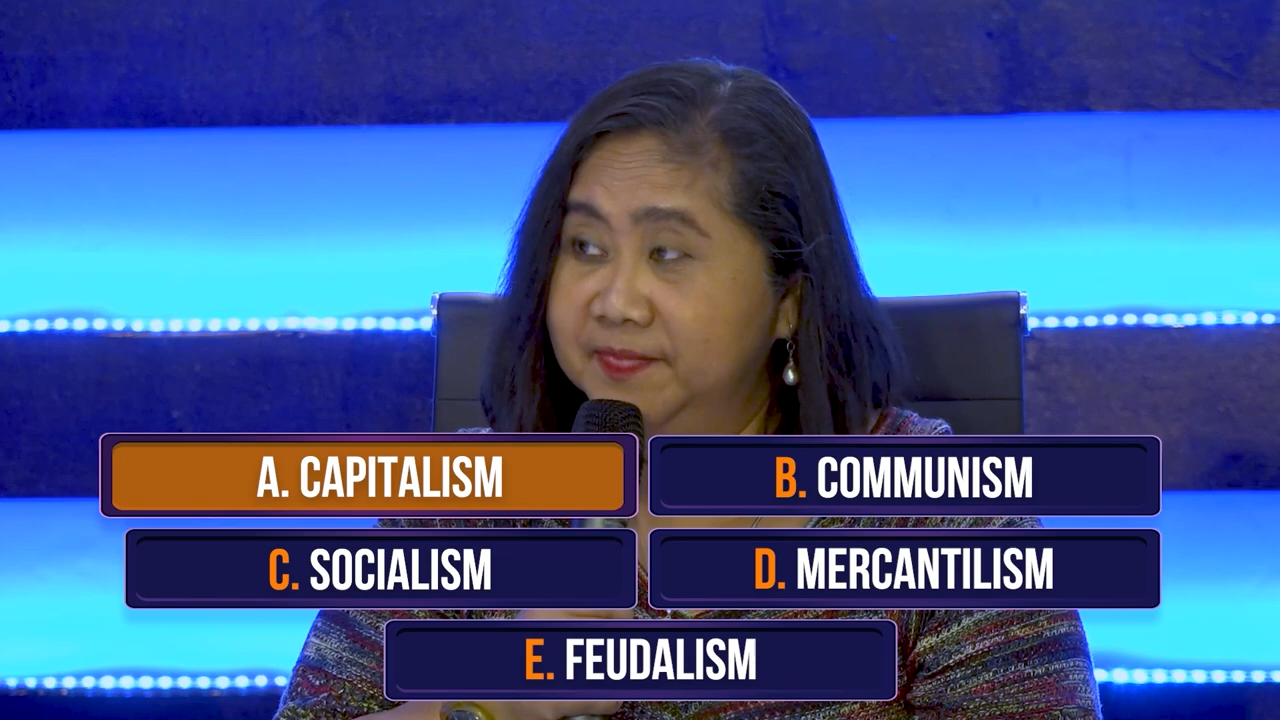 A. CAPITALISM
B. COMMUNISM
C. SOCIALISM
D. MERCANTILISM
E. FEUDALISM